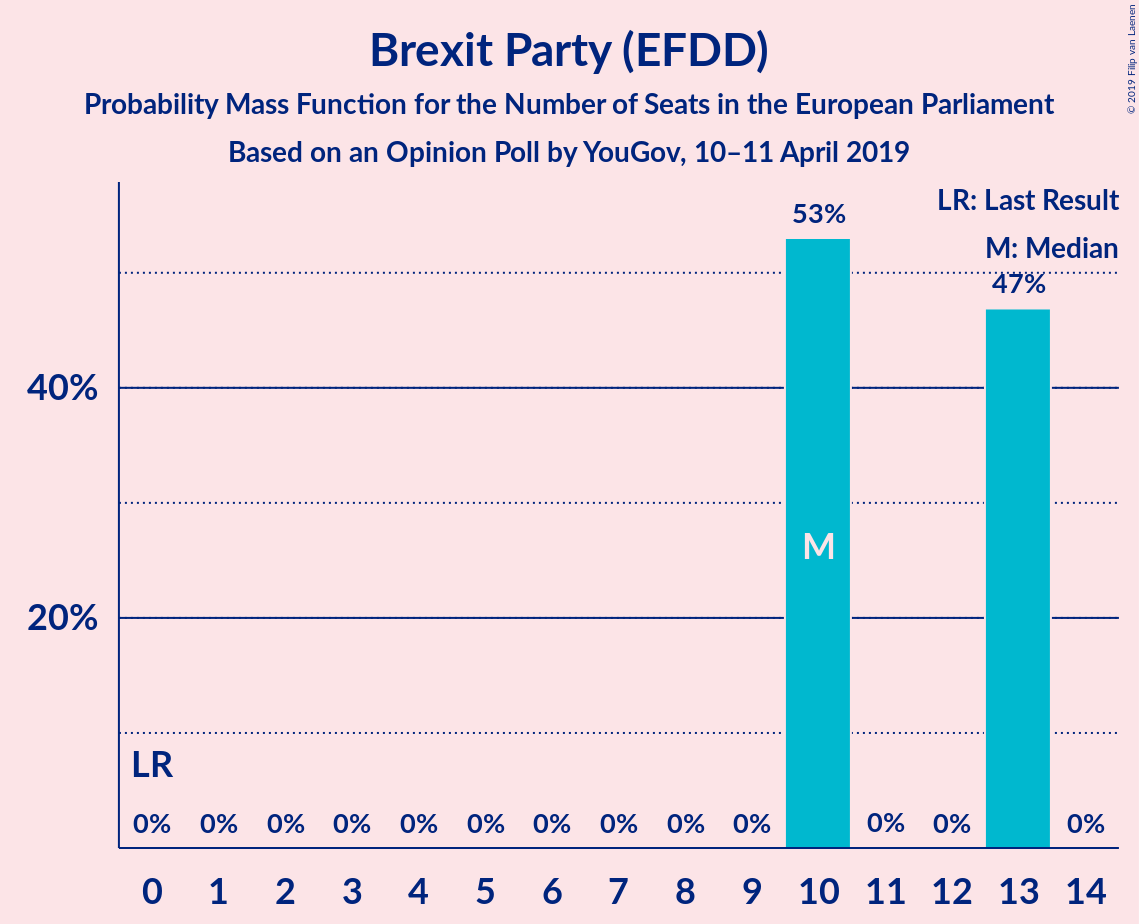 Brexit Party (EFDD)
Probability Mass Function for the Number of Seats in the European Parliament
Based on an Opinion Poll by YouGov, 10–11 April 2019
© 2019 Filip van Laenen
LR: Last Result
M: Median
53%
47%
40%
M
20%
LR
0% 0% 0% 0% 0% 0% 0% 0% 0% 0% 0% 0% 0%
0 1 2 3 4 5 6 7 8 9 10 11 12 13 14